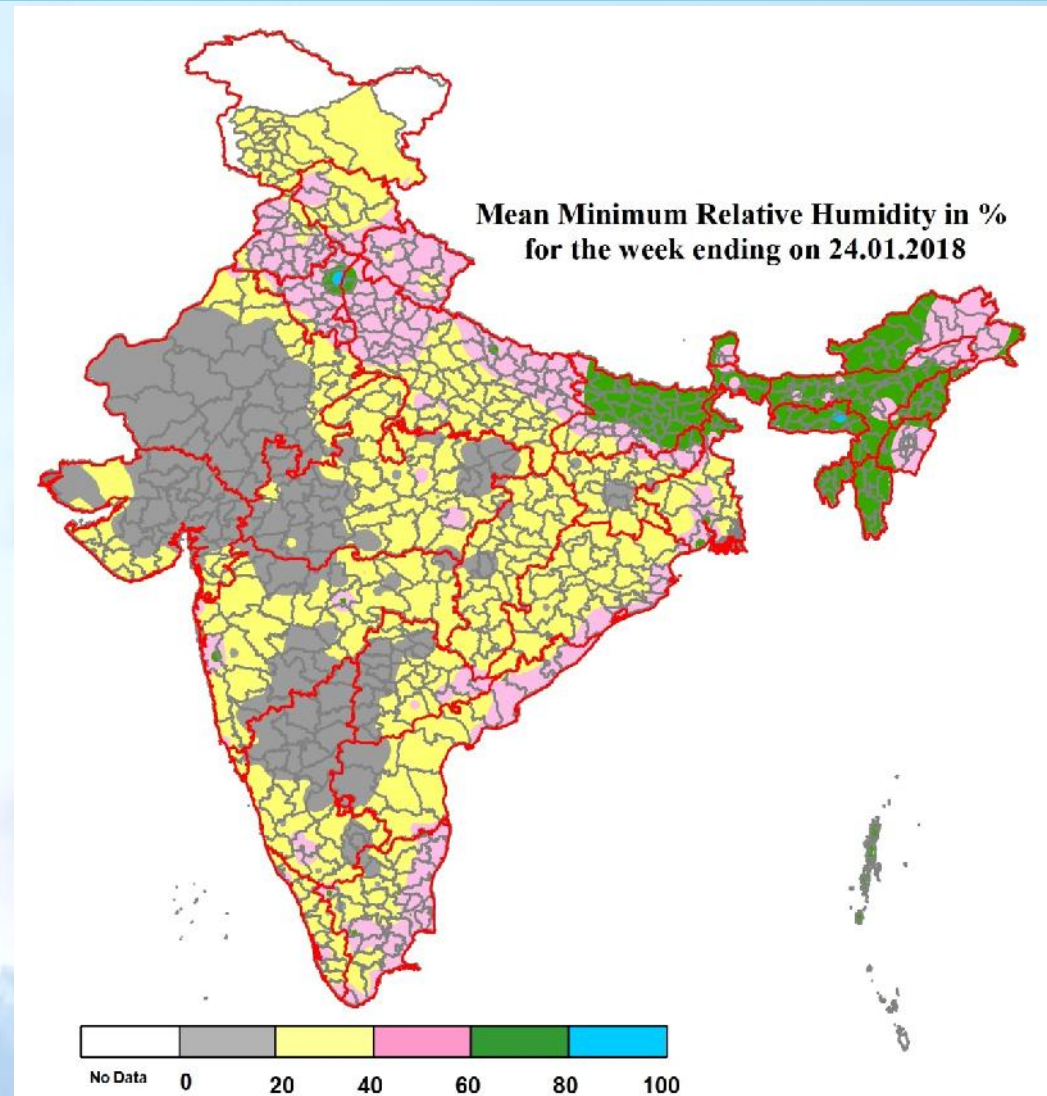 Mean Minimum Relative Humidity in %
for the week ending on 24.01.2018
No Data 0 20 40 60 80 100